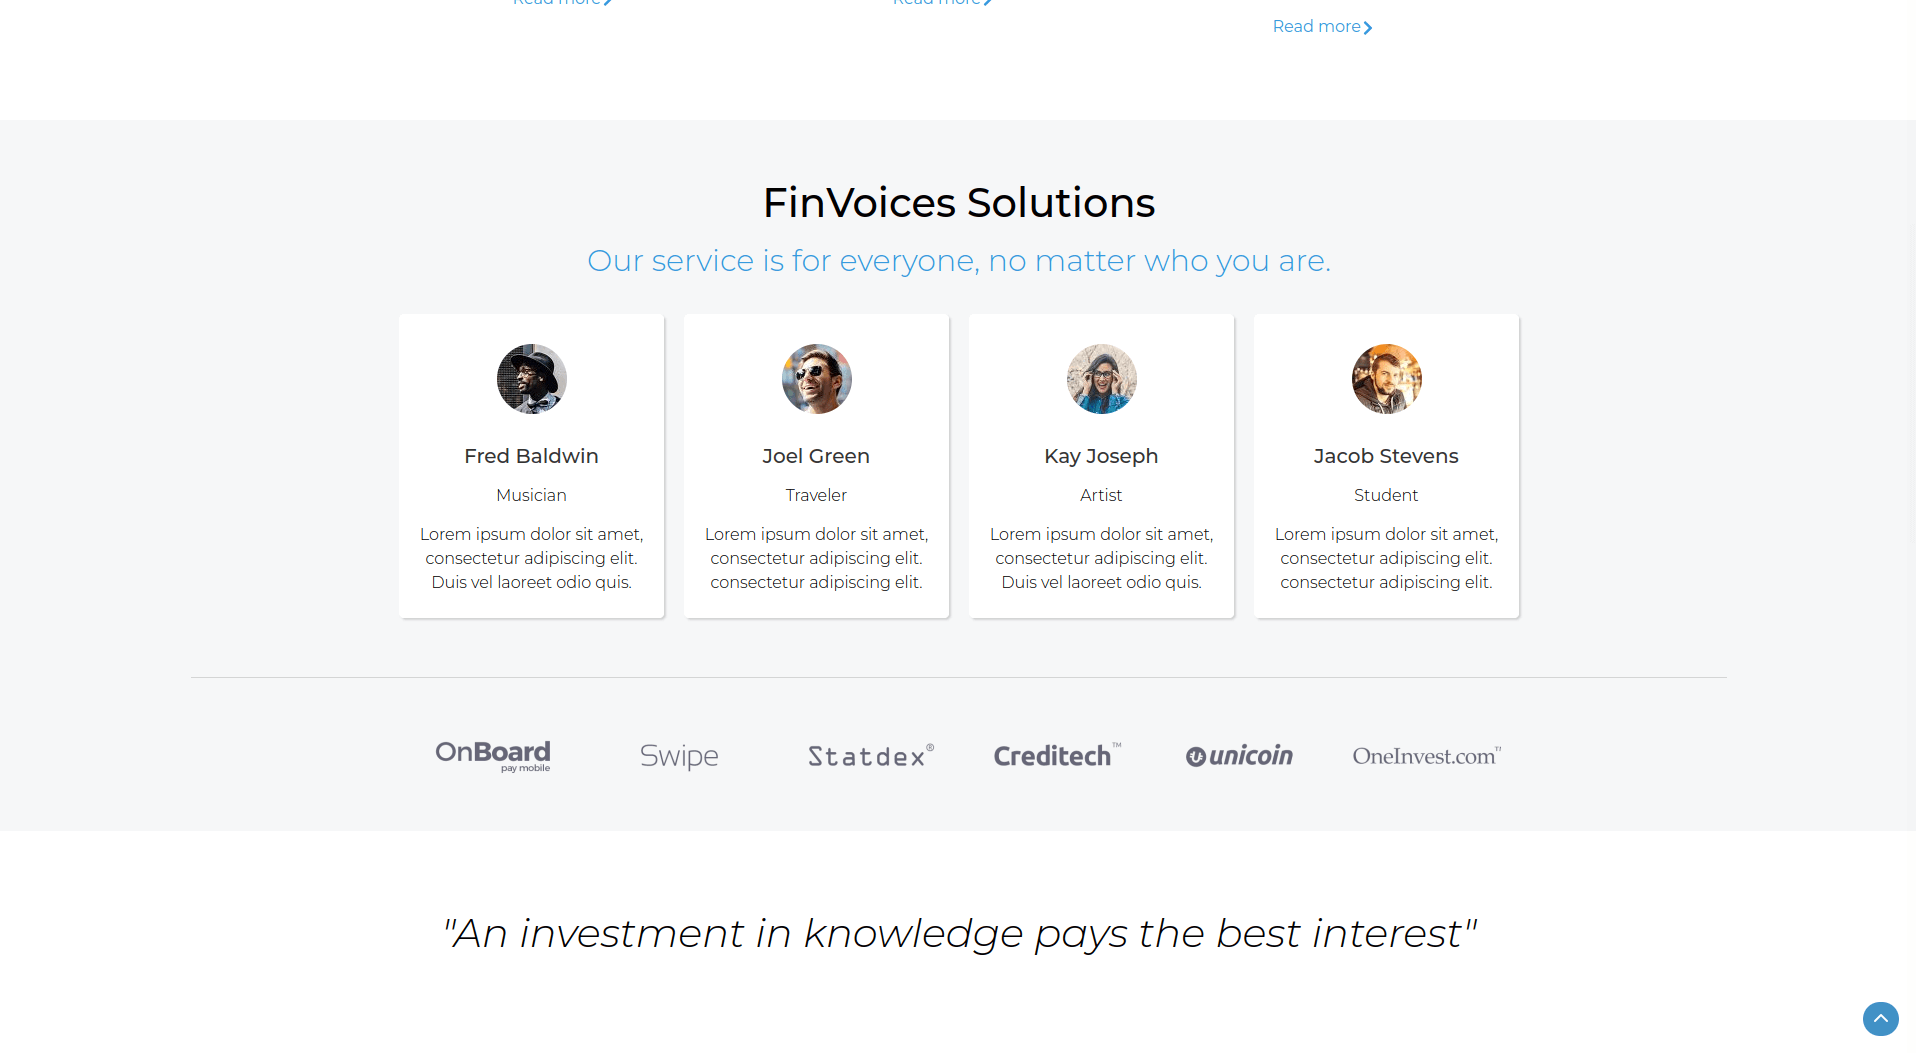 Read more
Read more
Read more
FinVoices Solutions
Our service is for everyone, no matter who you are.
Fred Baldwin
Musician
Lorem ipsum dolor sit amet,
consectetur adipiscing elit.
Duis vel laoreet odio quis.
Joel Green
Traveler
Lorem ipsum dolor sit amet,
consectetur adipiscing elit.
consectetur adipiscing elit.
Kay Joseph
Artist
Lorem ipsum dolor sit amet,
consectetur adipiscing elit.
Duis vel laoreet odio quis.
Jacob Stevens
Student
Lorem ipsum dolor sit amet,
consectetur adipiscing elit.
consectetur adipiscing elit.
OnBoard
pay mobile
Swipe
Statdex®
Creditech™
unicoin
OneInvest.com™
"An investment in knowledge pays the best interest"